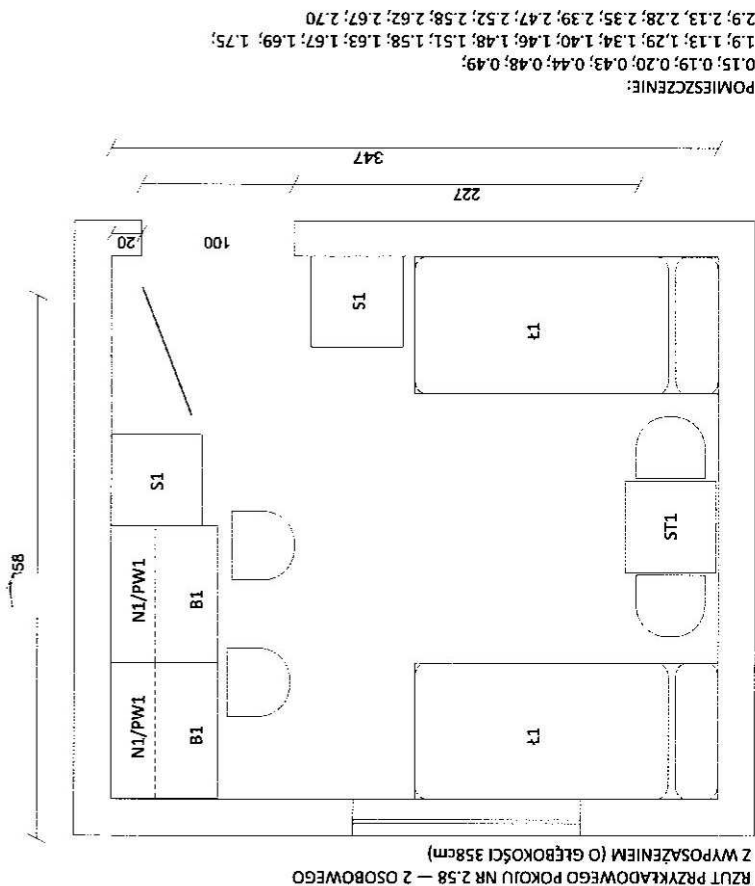 RZUT PRZYKŁADOWEGO POKOJU NR 2.58 — 2 OSOBOWEGO
Z WYPOSAŻENIEM (O GŁĘBOKOŚCI 358cm)
Ł1
ST1
Ł1
N1/PW1
B1
N1/PW1
B1
S1
S1
58
20
100
227
347
POMIESZCZENIE:
0.15; 0.19; 0.20; 0.43; 0.44; 0.48; 0.49;
1.9; 1.13; 1.29; 1.34; 1.40; 1.46; 1.48; 1.51; 1.58: 1.63: 1.67; 1.69; 1.75;
2.9; 2.13; 2.28; 2.35; 2.39; 2.47; 2.52; 2.58; 2.62; 2.67; 2.70